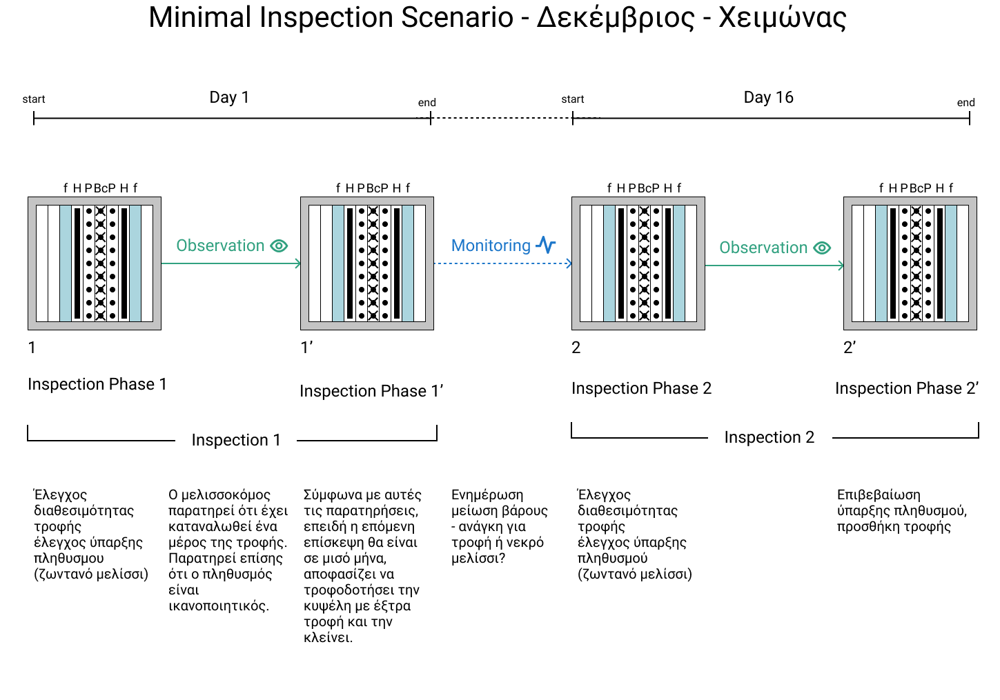 Minimal Inspection Scenario - Δεκέμβριος - Χειμώνας
start
Day 1
end
start
Day 16
end
f H PBcP H f
f H PBcP H f
f H PBcP H f
f H PBcP H f
Observation
Monitoring
Observation
1
1’
2
2’
Inspection Phase 1
Inspection Phase 1’
Inspection Phase 2
Inspection Phase 2’
Inspection 1
Inspection 2
Έλεγχος
διαθεσιμότητας
τροφής
έλεγχος ύπαρξης
πληθυσμου
(ζωντανό μελίσσι)
Ο μελισσοκόμος
παρατηρεί ότι έχει
καταναλωθεί ένα
μέρος της τροφής.
Παρατηρεί επίσης
ότι ο πληθυσμός
είναι
ικανοποιητικός.
Σύμφωνα με αυτές
τις παρατηρήσεις,
επειδή η επόμενη
επίσκεψη θα είναι
σε μισό μήνα,
αποφασίζει να
τροφοδοτήσει την
κυψέλη με έξτρα
τροφή και την
κλείνει.
Ενημέρωση
μείωση βάρους
- ανάγκη για
τροφή ή νεκρό
μελίσσι?
Έλεγχος
διαθεσιμότητας
τροφής
έλεγχος ύπαρξης
πληθυσμού
(ζωντανό μελίσσι)
Επιβεβαίωση
ύπαρξης πληθυσμού,
προσθήκη τροφής